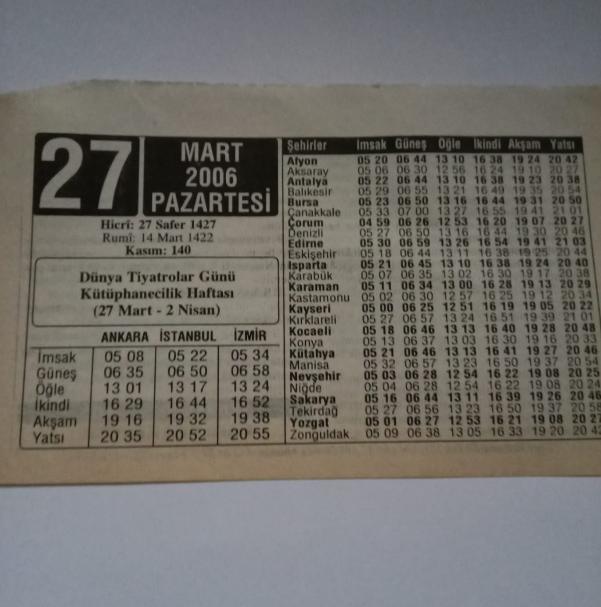 27
MART
2006
PAZARTESİ
Hicrî: 27 Safer 1427
Rumî: 14 Mart 1422
Kasım: 140
Dünya Tiyatrolar Günü
Kütüphanecilik Haftası
(27 Mart - 2 Nisan)
ANKARA İSTANBUL İZMİR
İmsak 05 08 05 22 05 34
Güneş 06 35 06 50 06 58
Öğle 13 01 13 17 13 24
İkindi 16 29 16 44 16 52
Akşam 19 16 19 32 19 38
Yatsı 20 35 20 52 20 55
Şehirler İmsak Güneş Öğle İkindi Akşam Yatsı
Afyon 05 20 06 44 13 10 16 38 19 24 20 42
Aksaray 05 06 06 30 12 56 16 24 19 10 20 27
Antalya 05 22 06 44 13 10 16 38 19 23 20 38
Balıkesir 05 29 06 55 13 21 16 49 19 35 20 54
Bursa 05 23 06 50 13 16 16 44 19 31 20 50
Çanakkale 05 33 07 00 13 27 16 55 19 41 21 01
Çorum 04 59 06 26 12 53 16 20 19 07 20 27
Denizli 05 27 06 50 13 16 16 44 19 30 20 46
Edirne 05 30 06 59 13 26 16 54 19 41 21 03
Eskişehir 05 18 06 44 13 11 16 38 19 25 20 44
Isparta 05 21 06 45 13 10 16 38 19 24 20 40
Karabük 05 07 06 35 13 02 16 30 19 17 20 38
Karaman 05 11 06 34 13 00 16 28 19 13 20 29
Kastamonu 05 02 06 30 12 57 16 25 19 12 20 34
Kayseri 05 00 06 25 12 51 16 19 19 05 20 22
Kırklareli 05 27 06 57 13 24 16 51 19 39 21 01
Kocaeli 05 18 06 46 13 13 16 40 19 28 20 48
Konya 05 13 06 37 13 03 16 30 19 16 20 33
Kütahya 05 21 06 46 13 13 16 41 19 27 20 46
Manisa 05 32 06 57 13 23 16 50 19 37 20 54
Nevşehir 05 03 06 28 12 54 16 22 19 08 20 25
Niğde 05 04 06 28 12 54 16 22 19 08 20 24
Sakarya 05 16 06 44 13 11 16 39 19 26 20 46
Tekirdağ 05 27 06 56 13 23 16 50 19 37 20 58
Yozgat 05 01 06 27 12 53 16 21 19 08 20 27
Zonguldak 05 09 06 38 13 05 16 33 19 20 20 42